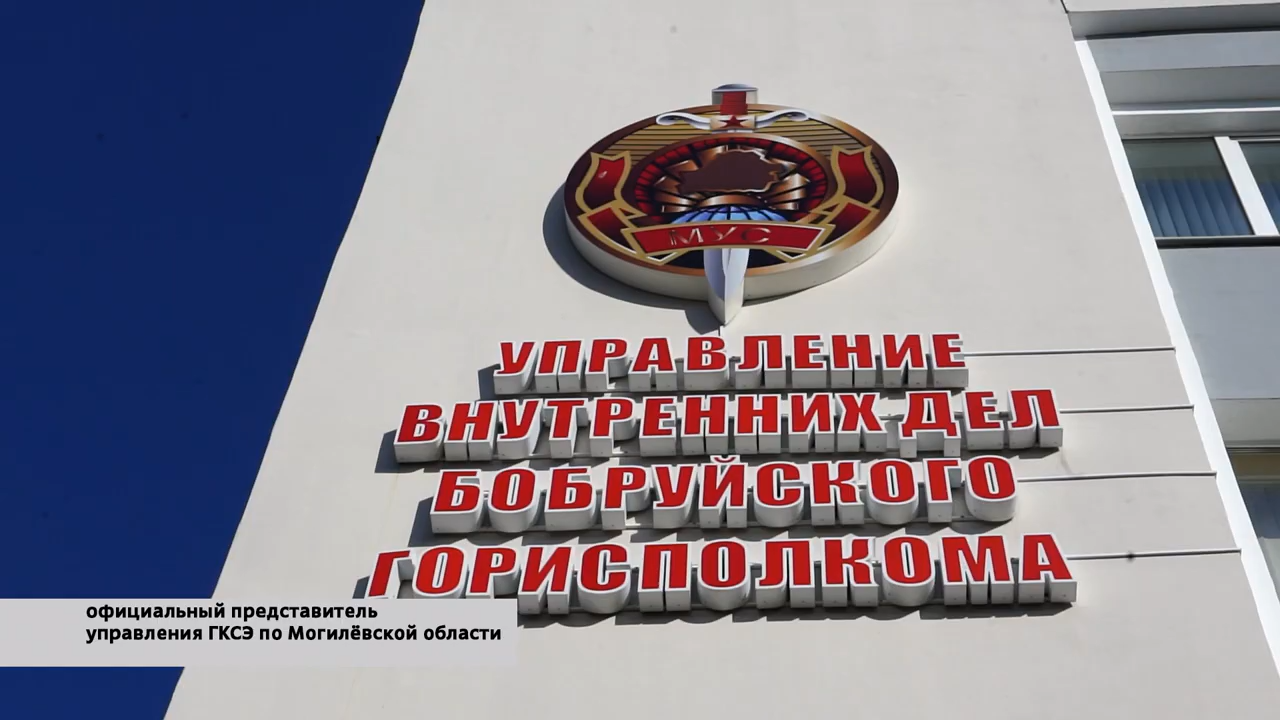 МУС
УПРАВЛЕНИЕ
ВНУТРЕННИХ ДЕЛ
БОБРУЙСКОГО
ГОРИСПОЛКОМА
официальный представитель
управления ГКСЭ по Могилёвской области